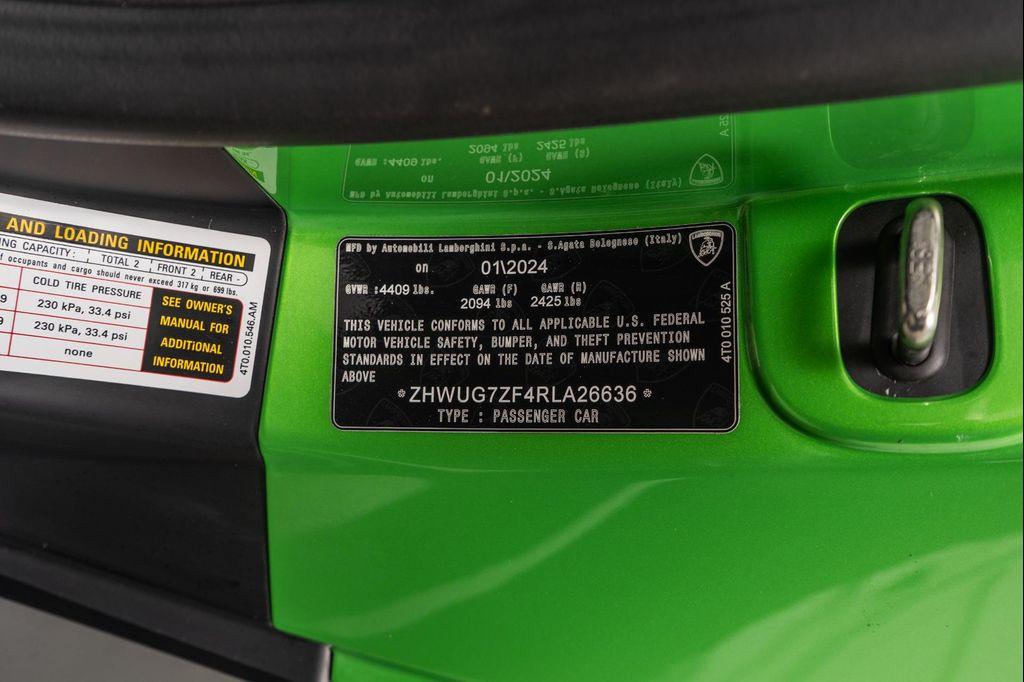 AND LOADING INFORMATION
NG CAPACITY: TOTAL 2 FRONT 2 REAR -
occupants and cargo should never exceed 317 kg or 699 lbs.
COLD TIRE PRESSURE
9 230 kPa, 33.4 psi
9 230 kPa, 33.4 psi
none
SEE OWNER'S
MANUAL FOR
ADDITIONAL
INFORMATION
4T0.010.546.AM
MFD by Automobili Lamborghini S.p.a. - S.Agata Bolognese (Italy)
on 01\2024
GVWR :4409 lbs. GAWR (F) GAWR (R)
2094 lbs 2425 lbs
THIS VEHICLE CONFORMS TO ALL APPLICABLE U.S. FEDERAL
MOTOR VEHICLE SAFETY, BUMPER, AND THEFT PREVENTION
STANDARDS IN EFFECT ON THE DATE OF MANUFACTURE SHOWN
ABOVE
*ZHWUG7ZF4RLA26636*
TYPE : PASSENGER CAR
4T0 010 525 A
LAMBORGHINI